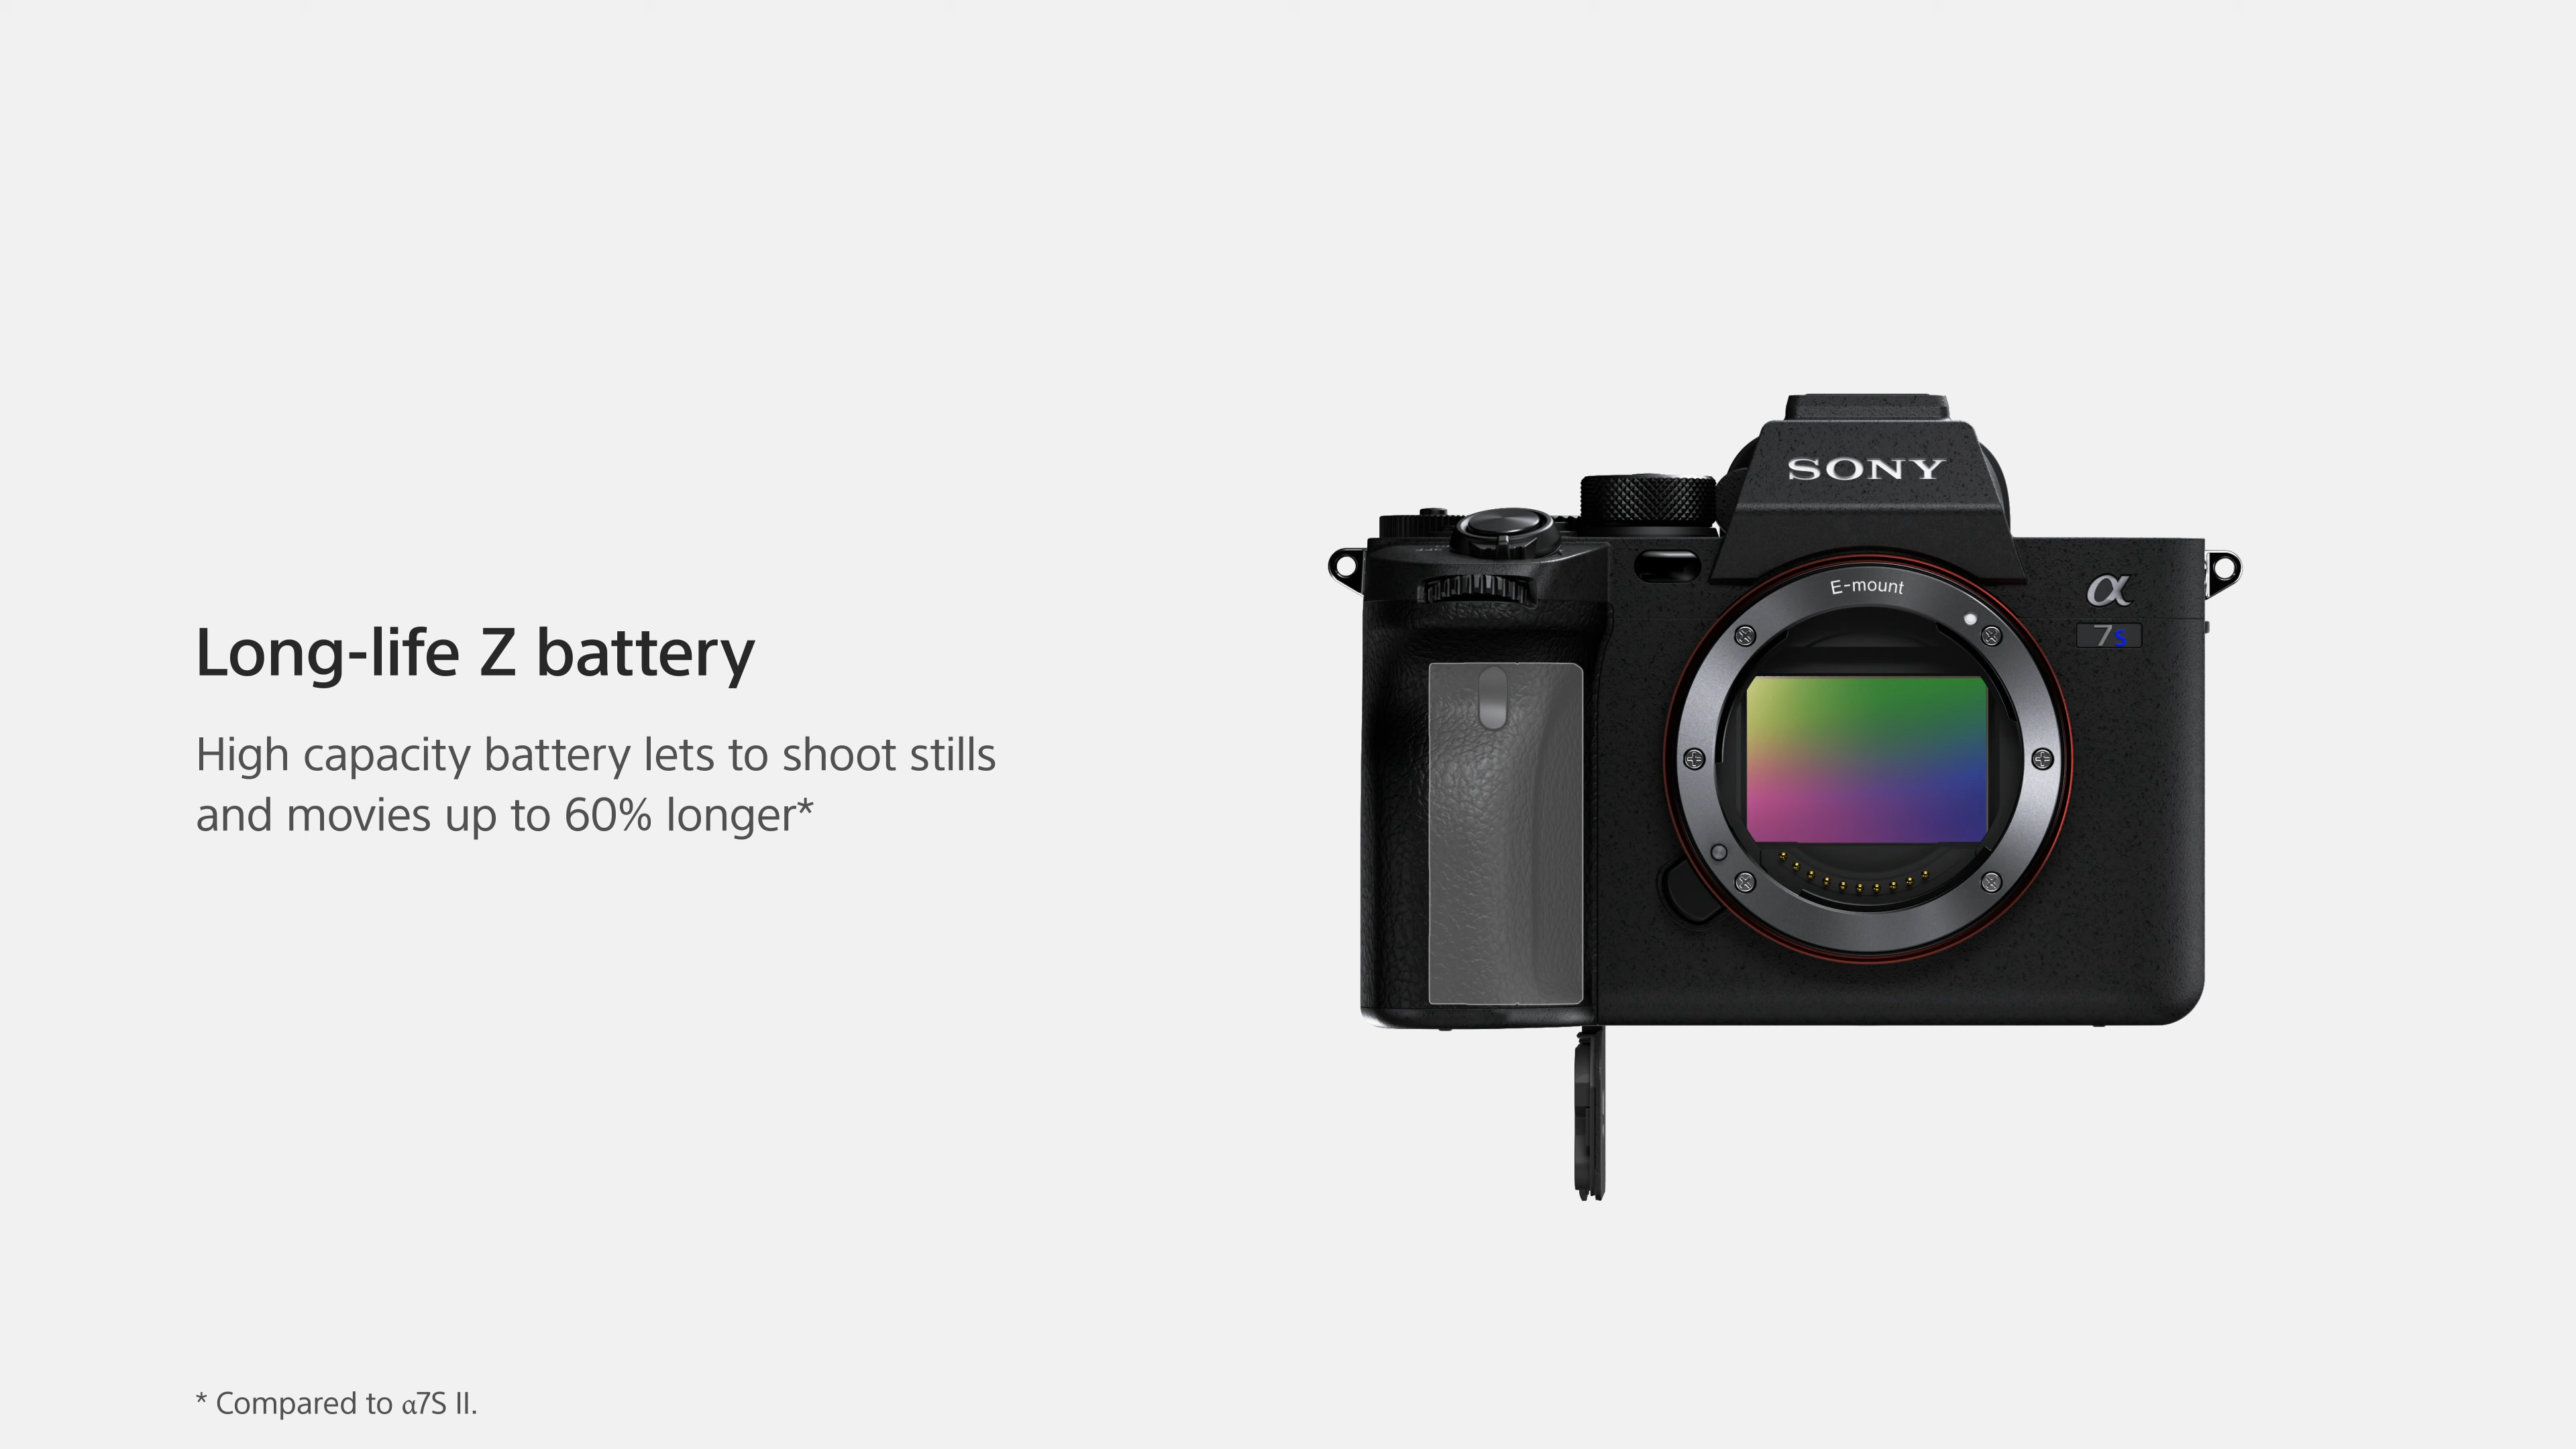 SONY
E-mount
α
7s
Long-life Z battery
High capacity battery lets to shoot stills
and movies up to 60% longer*
* Compared to α7S II.